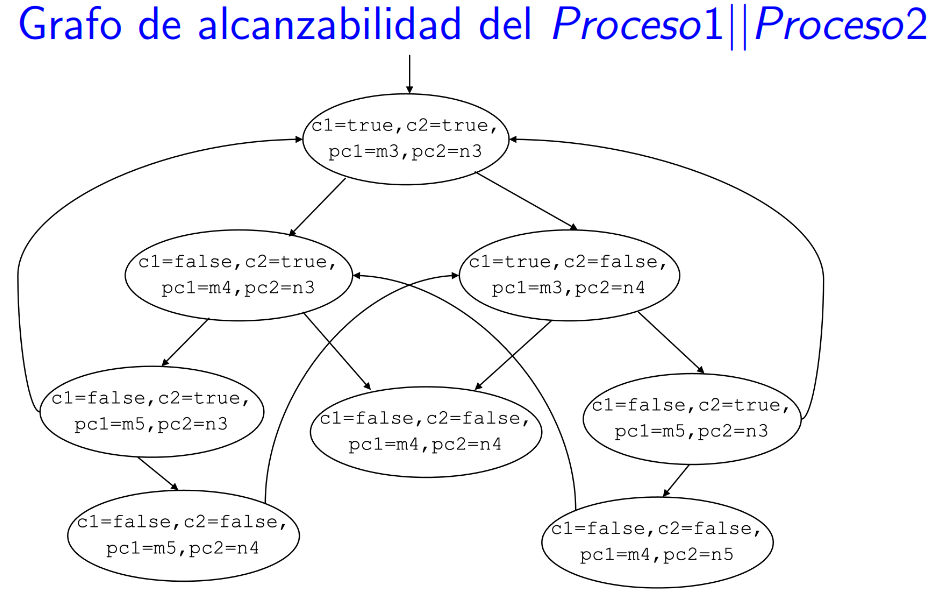 Grafo de alcanzabilidad del Proceso1||Proceso2
c1=true,c2=true,
pc1=m3,pc2=n3
c1=false,c2=true,
pc1=m4,pc2=n3
c1=true,c2=false,
pc1=m3,pc2=n4
c1=false,c2=true,
pc1=m5,pc2=n3
c1=false,c2=false,
pc1=m4,pc2=n4
c1=false,c2=true,
pc1=m5,pc2=n3
c1=false,c2=false,
pc1=m5,pc2=n4
c1=false,c2=false,
pc1=m4,pc2=n5